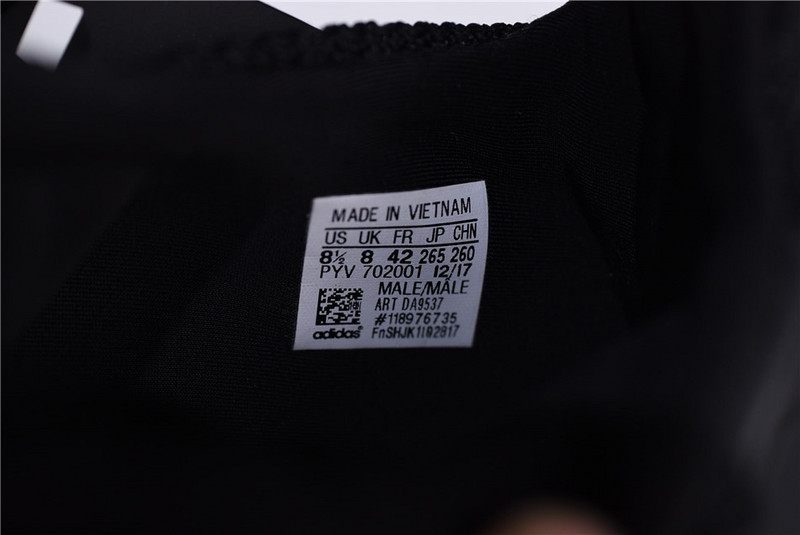 MADE IN VIETNAM
US UK FR JP CHN
8½ 8 42 265 260
PYV 702001 12/17
MALE/MALE
ART DA9537
#118976735
adidas FnSHJK1102817